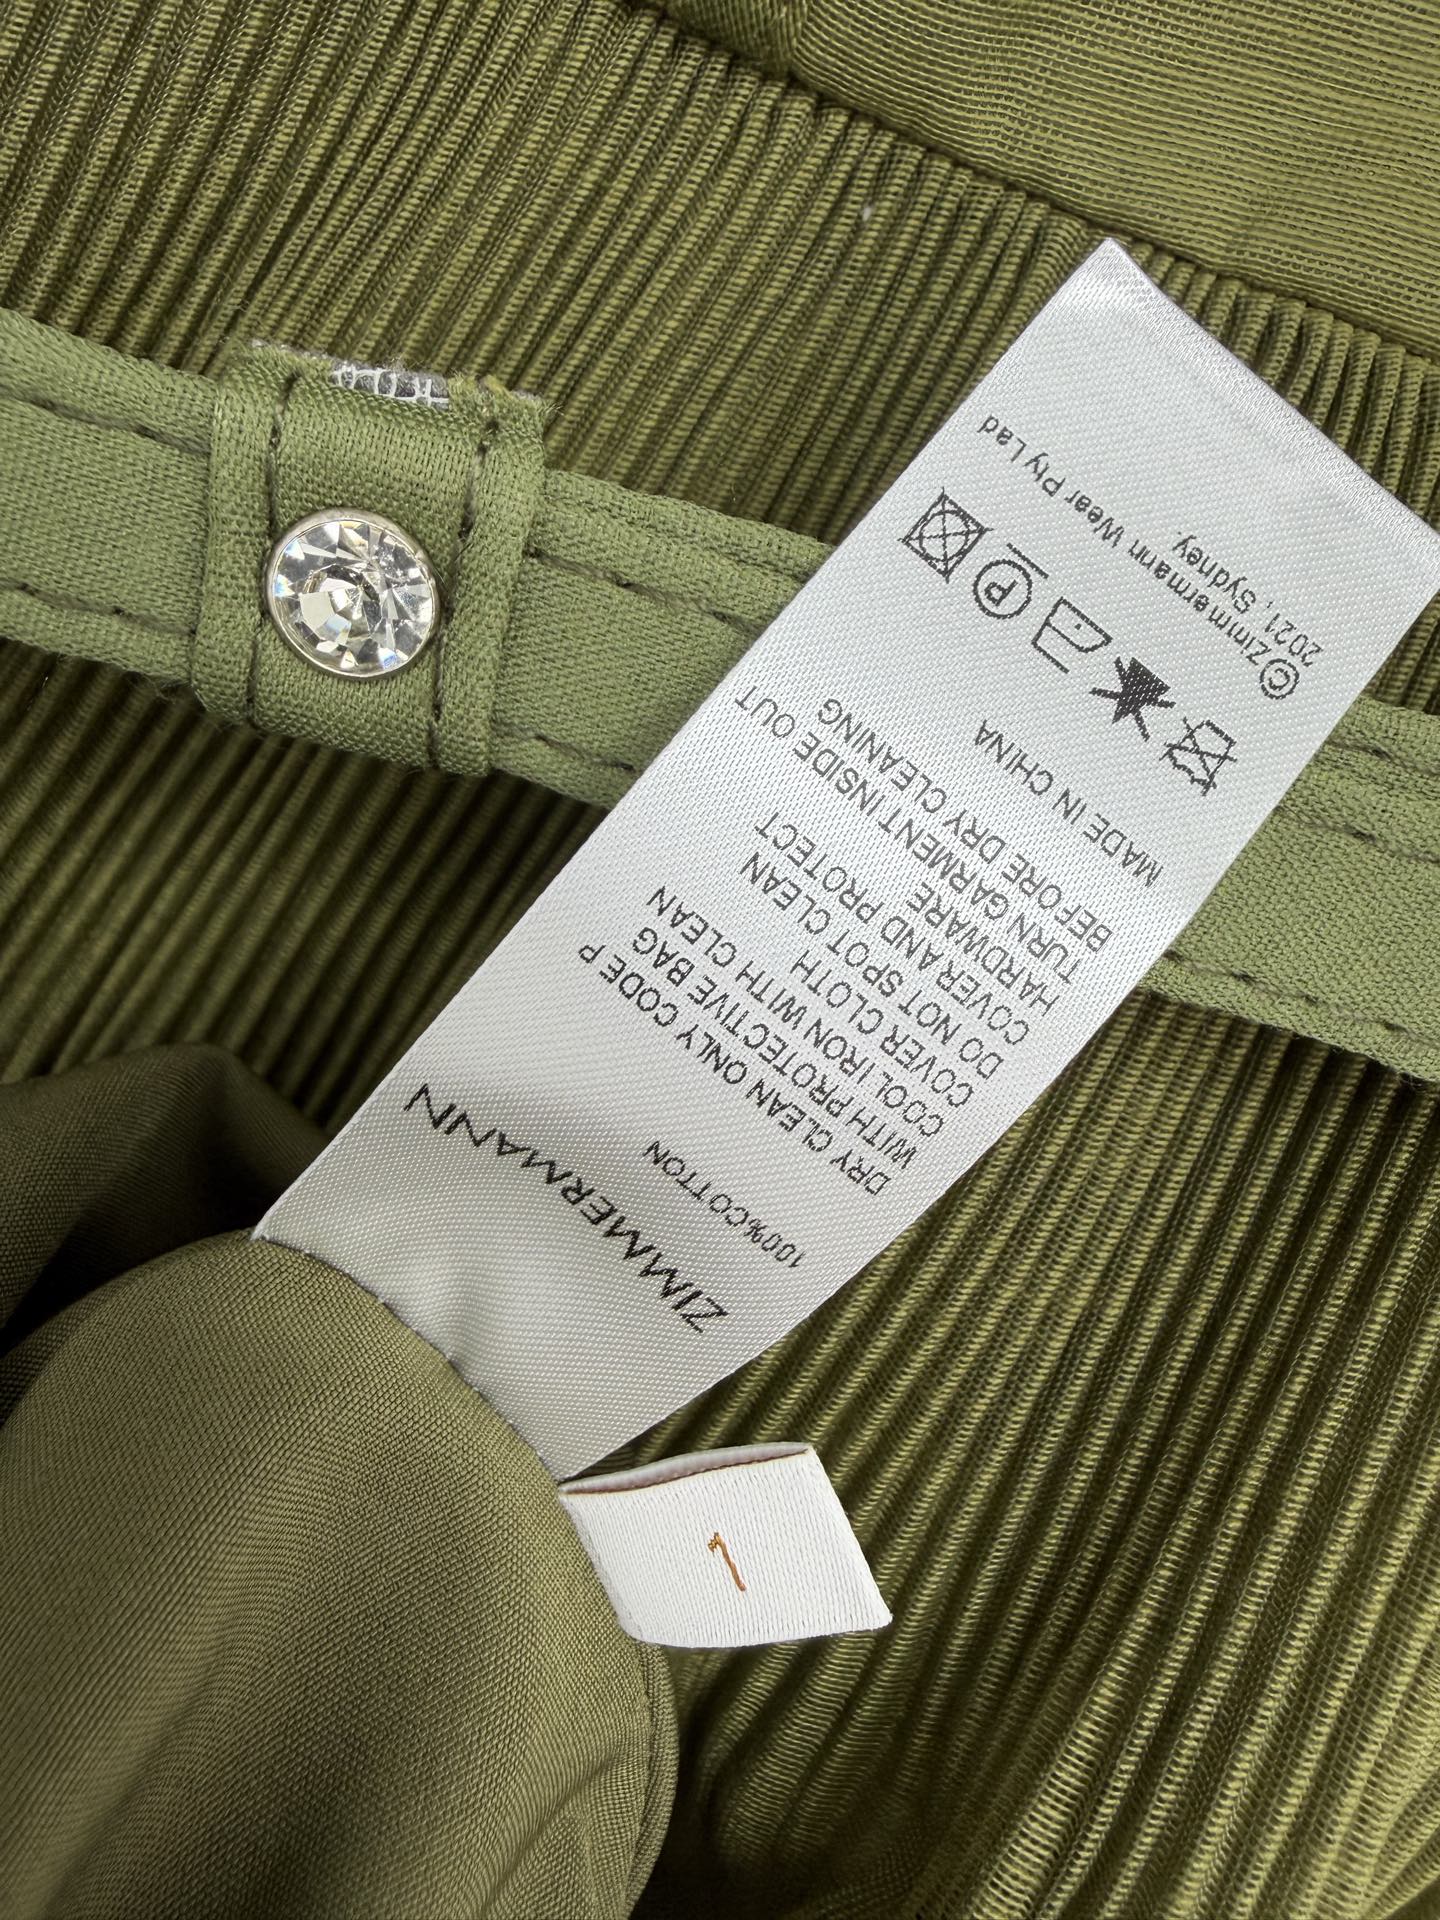 ZIMMERMANN
100%COTTON
DRY CLEAN ONLY CODE P
WITH PROTECTIVE BAG
COOL IRON WITH CLEAN
COVER CLOTH
DO NOT SPOT CLEAN
COVER AND PROTECT
HARDWARE
TURN GARMENT INSIDE OUT
BEFORE DRY CLEANING
MADE IN CHINA
P
©Zimmermann Wear Pty Lad
2021, Sydney
1